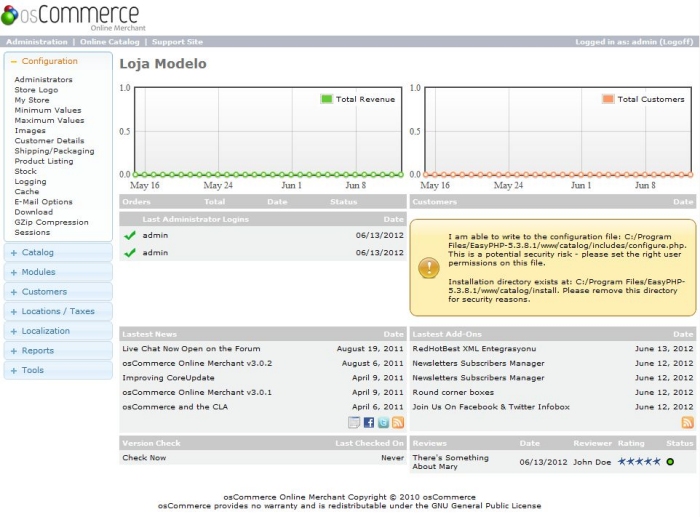 osCommerce
Online Merchant
Administration | Online Catalog | Support Site
Logged in as: admin (Logoff)
− Configuration
Administrators
Store Logo
My Store
Minimum Values
Maximum Values
Images
Customer Details
Shipping/Packaging
Product Listing
Stock
Logging
Cache
E-Mail Options
Download
GZip Compression
Sessions
+ Catalog
+ Modules
+ Customers
+ Locations / Taxes
+ Localization
+ Reports
+ Tools
Loja Modelo
1.0
0.5
0.0
Total Revenue
May 16 May 24 Jun 1 Jun 8
1.0
0.5
0.0
Total Customers
May 16 May 24 Jun 1 Jun 8
Orders Total Date Status
Customers Date
Last Administrator Logins Date
admin 06/13/2012
admin 06/13/2012
I am able to write to the configuration file: C:/Program
Files/EasyPHP-5.3.8.1/www/catalog/includes/configure.php.
This is a potential security risk - please set the right user
permissions on this file.
Installation directory exists at: C:/Program Files/EasyPHP-
5.3.8.1/www/catalog/install. Please remove this directory
for security reasons.
Lastest News Date
Live Chat Now Open on the Forum August 19, 2011
osCommerce Online Merchant v3.0.2 August 6, 2011
Improving CoreUpdate April 9, 2011
osCommerce Online Merchant v3.0.1 April 9, 2011
osCommerce and the CLA April 6, 2011
Lastest Add-Ons Date
RedHotBest XML Entegrasyonu June 13, 2012
Newsletters Subscribers Manager June 12, 2012
Newsletters Subscribers Manager June 12, 2012
Round corner boxes June 12, 2012
Join Us On Facebook & Twitter Infobox June 12, 2012
Version Check Last Checked On
Check Now Never
Reviews Date Reviewer Rating Status
There's Something
About Mary 06/13/2012 John Doe
osCommerce Online Merchant Copyright © 2010 osCommerce
osCommerce provides no warranty and is redistributable under the GNU General Public License